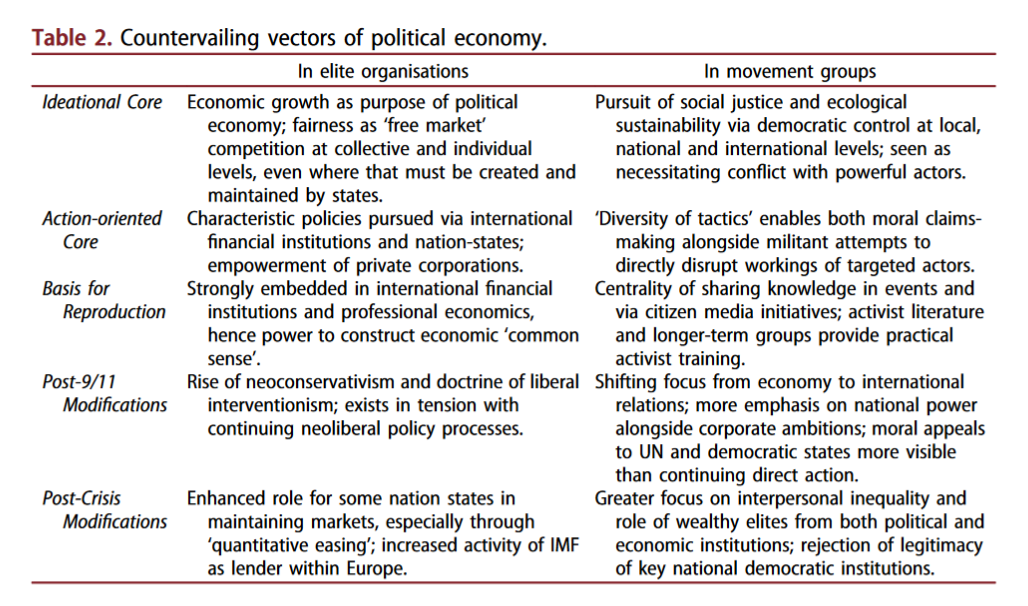 Table 2. Countervailing vectors of political economy.
In elite organisations In movement groups
Ideational Core Economic growth as purpose of political Pursuit of social justice and ecological
economy; fairness as ‘free market’ sustainability via democratic control at local,
competition at collective and individual national and international levels; seen as
levels, even where that must be created and necessitating conflict with powerful actors.
maintained by states.
Action-oriented Characteristic policies pursued via international ‘Diversity of tactics’ enables both moral claims-
Core financial institutions and nation-states; making alongside militant attempts to
empowerment of private corporations. directly disrupt workings of targeted actors.
Basis for Strongly embedded in international financial Centrality of sharing knowledge in events and
Reproduction institutions and professional economics, via citizen media initiatives; activist literature
hence power to construct economic ‘common and longer-term groups provide practical
sense’. activist training.
Post-9/11 Rise of neoconservativism and doctrine of liberal Shifting focus from economy to international
Modifications interventionism; exists in tension with relations; more emphasis on national power
continuing neoliberal policy processes. alongside corporate ambitions; moral appeals
to UN and democratic states more visible
than continuing direct action.
Post-Crisis Enhanced role for some nation states in Greater focus on interpersonal inequality and
Modifications maintaining markets, especially through role of wealthy elites from both political and
‘quantitative easing’; increased activity of IMF economic institutions; rejection of legitimacy
as lender within Europe. of key national democratic institutions.